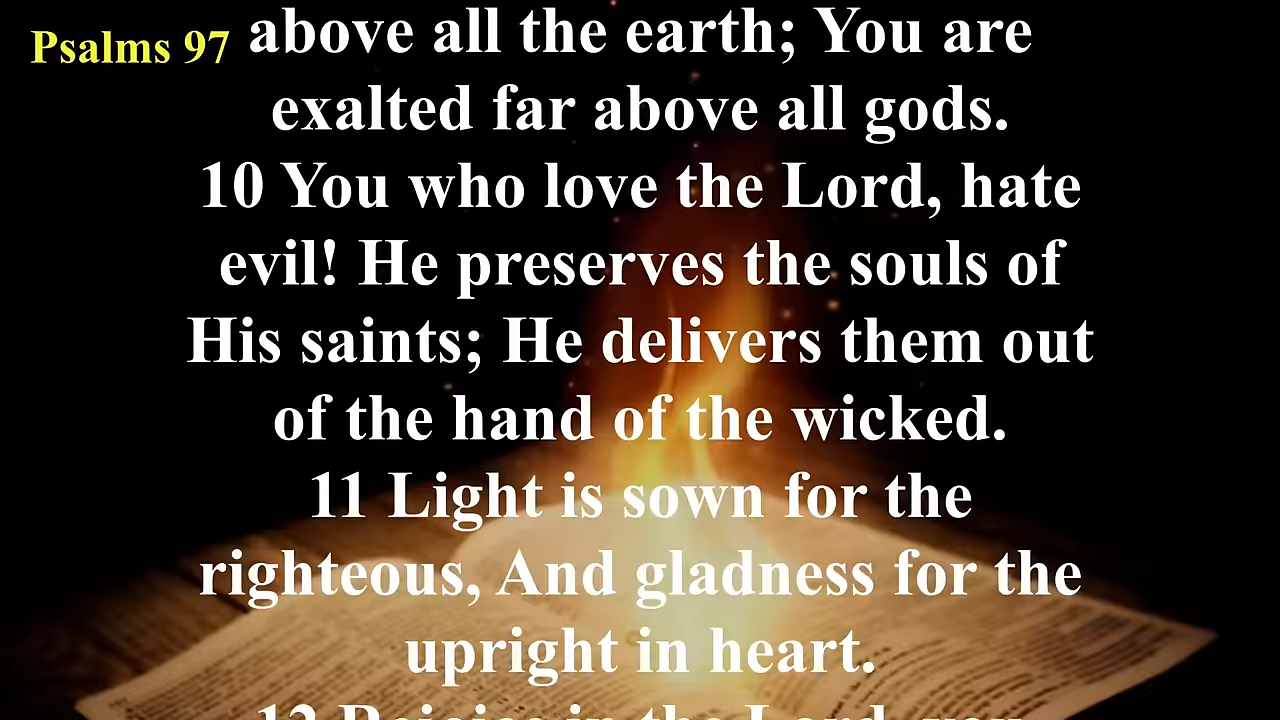 Psalms 97
above all the earth; You are
exalted far above all gods.
10 You who love the Lord, hate
evil! He preserves the souls of
His saints; He delivers them out
of the hand of the wicked.
11 Light is sown for the
righteous, And gladness for the
upright in heart.
12 Rejoice in the Lord, you